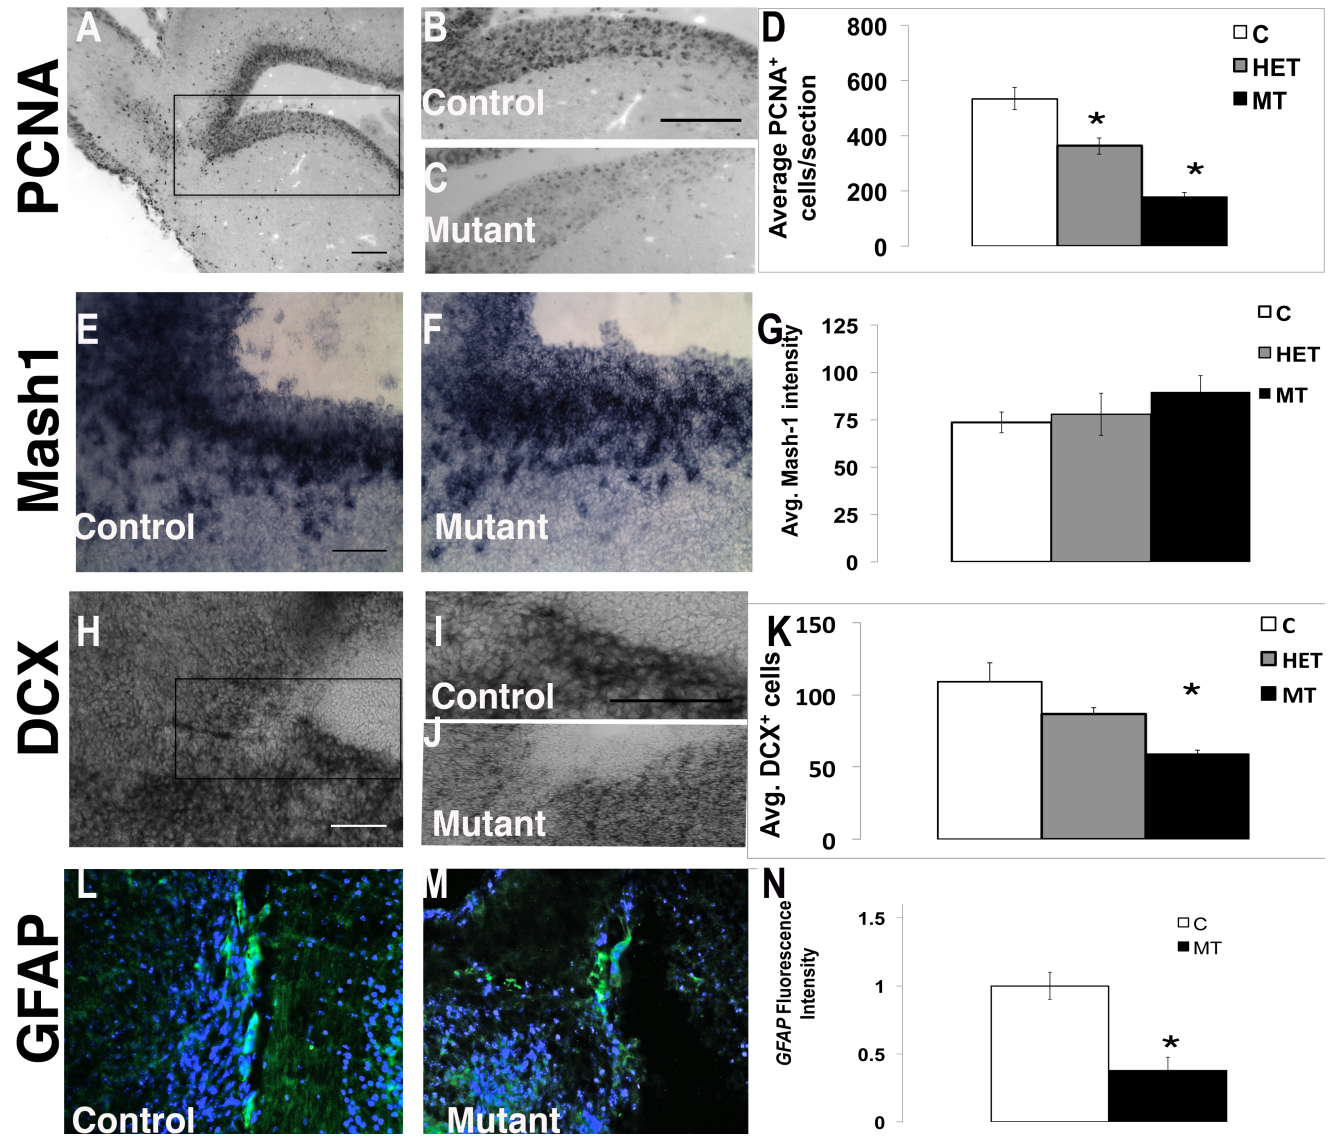 PCNA
A
B
Control
C
Mutant
D
Average PCNA+
cells/section
800
600
400
200
0
*
*
C
HET
MT
Mash1
E
Control
F
Mutant
G
Avg. Mash-1 intensity
125
100
75
50
25
0
C
HET
MT
DCX
H
I
Control
J
Mutant
K
Avg. DCX+ cells
150
100
50
0
*
C
HET
MT
GFAP
L
Control
M
Mutant
N
GFAP Fluorescence
Intensity
1.5
1
0.5
0
*
C
MT